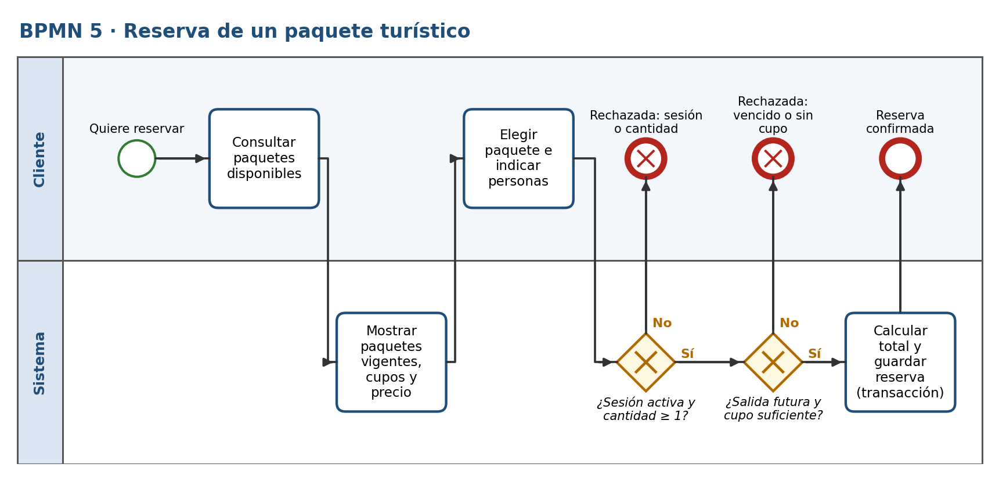 BPMN 5 · Reserva de un paquete turístico
Cliente
Quiere reservar
Consultar
paquetes
disponibles
Elegir
paquete e
indicar
personas
Rechazada: sesión
o cantidad
Rechazada:
vencido o sin
cupo
Reserva
confirmada
Sistema
Mostrar
paquetes
vigentes,
cupos y
precio
No
Sí
¿Sesión activa y
cantidad ≥ 1?
No
Sí
¿Salida futura y
cupo suficiente?
Calcular
total y
guardar
reserva
(transacción)